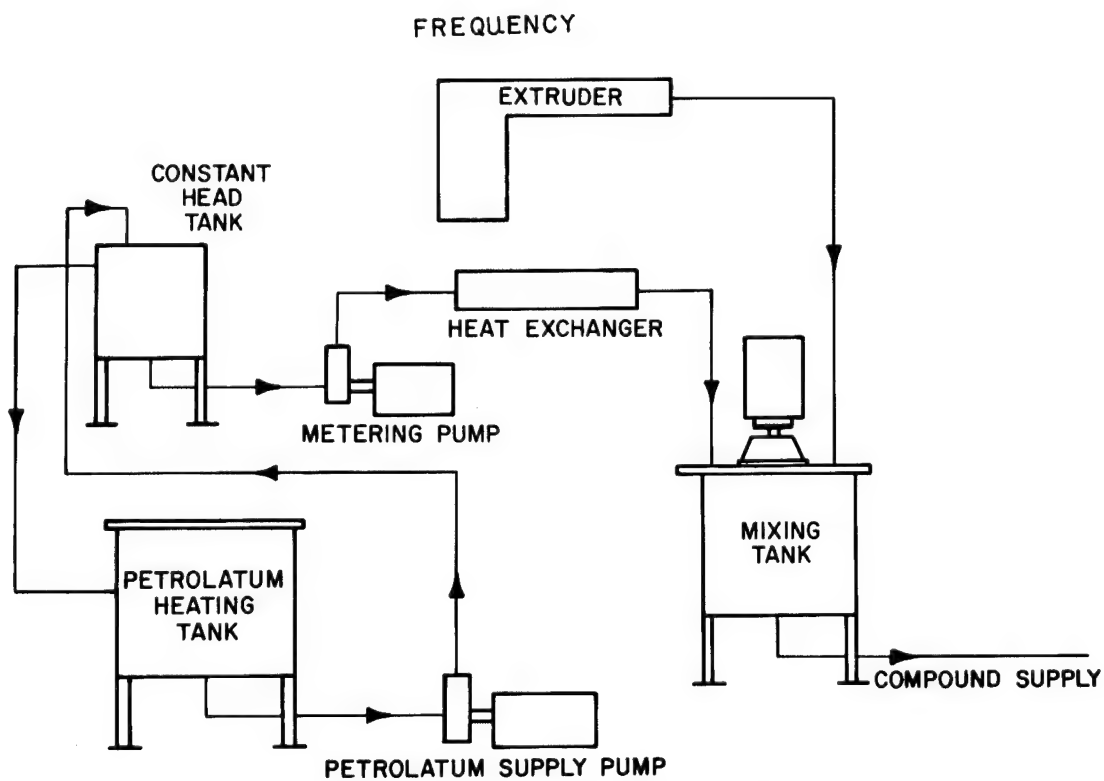 FREQUENCY
EXTRUDER
CONSTANT
HEAD
TANK
HEAT EXCHANGER
METERING PUMP
MIXING
TANK
PETROLATUM
HEATING
TANK
COMPOUND SUPPLY
PETROLATUM SUPPLY PUMP